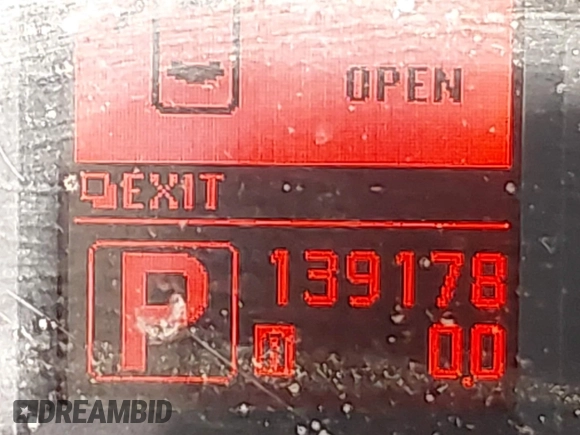 OPEN
EXIT
P 139178
m 0.0
DREAMBID